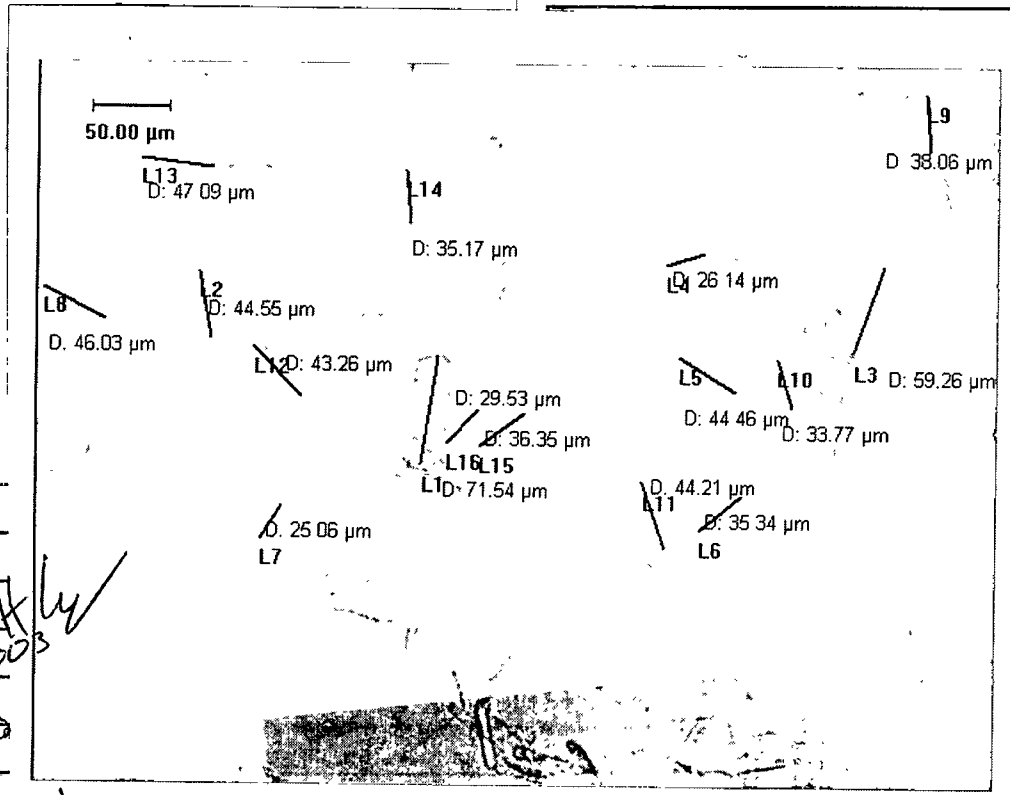 50.00 µm
L9
D 38.06 µm
L13
D: 47 09 µm
L14
D: 35.17 µm
L4
D 26 14 µm
L8
D. 46.03 µm
L2
D: 44.55 µm
L12
D: 43.26 µm
L5
D: 44 46 µm
L10
D: 33.77 µm
L3
D: 59.26 µm
D: 29.53 µm
D: 36.35 µm
L16
L15
L1
D: 71.54 µm
D. 44.21 µm
L11
D: 35 34 µm
L6
D. 25 06 µm
L7